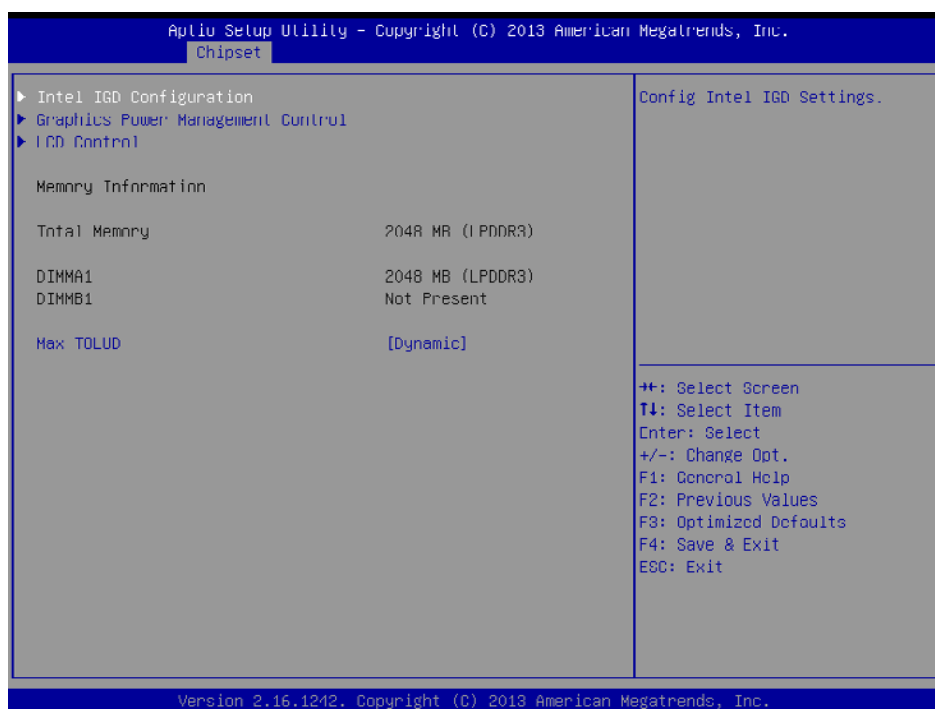 Aptio Setup Utility – Copyright (C) 2013 American Megatrends, Inc.
Chipset
▶ Intel IGD Configuration
▶ Graphics Power Management Control
▶ LCD Control
Memory Information
Total Memory 2048 MB (LPDDR3)
DIMMA1 2048 MB (LPDDR3)
DIMMB1 Not Present
Max TOLUD [Dynamic]
Config Intel IGD Settings.
→←: Select Screen
↑↓: Select Item
Enter: Select
+/-: Change Opt.
F1: General Help
F2: Previous Values
F3: Optimized Defaults
F4: Save & Exit
ESC: Exit
Version 2.16.1242. Copyright (C) 2013 American Megatrends, Inc.